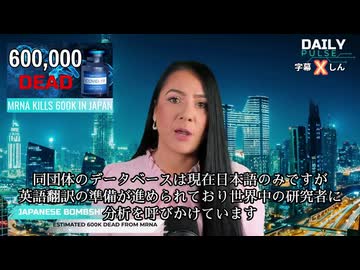 600,000
DEAD
COVID-19
MRNA KILLS 600K IN JAPAN
DAILY
PULSE
字幕 X しん
同団体のデータベースは現在日本語のみですが
英語翻訳の準備が進められており世界中の研究者に
分析を呼びかけています
JAPANESE BOMBSH
ESTIMATED 600K DEAD FROM MRNA